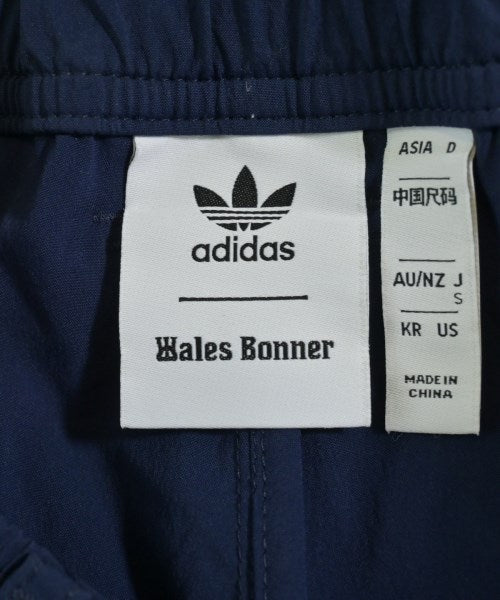 adidas
Wales Bonner
ASIA D
中国尺码
AU/NZ J
S
KR US
MADE IN
CHINA